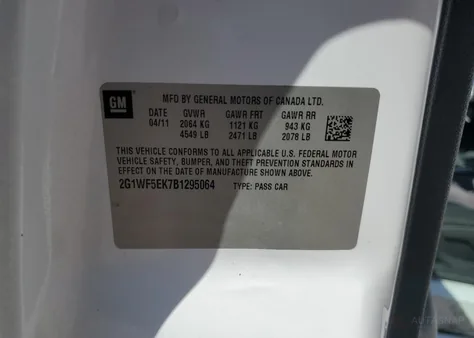 GM
MFD BY GENERAL MOTORS OF CANADA LTD.
DATE GVWR GAWR FRT GAWR RR
04/11 2064 KG 1121 KG 943 KG
4549 LB 2471 LB 2078 LB
THIS VEHICLE CONFORMS TO ALL APPLICABLE U.S. FEDERAL MOTOR
VEHICLE SAFETY, BUMPER, AND THEFT PREVENTION STANDARDS IN
EFFECT ON THE DATE OF MANUFACTURE SHOWN ABOVE.
2G1WF5EK7B1295064 TYPE: PASS CAR